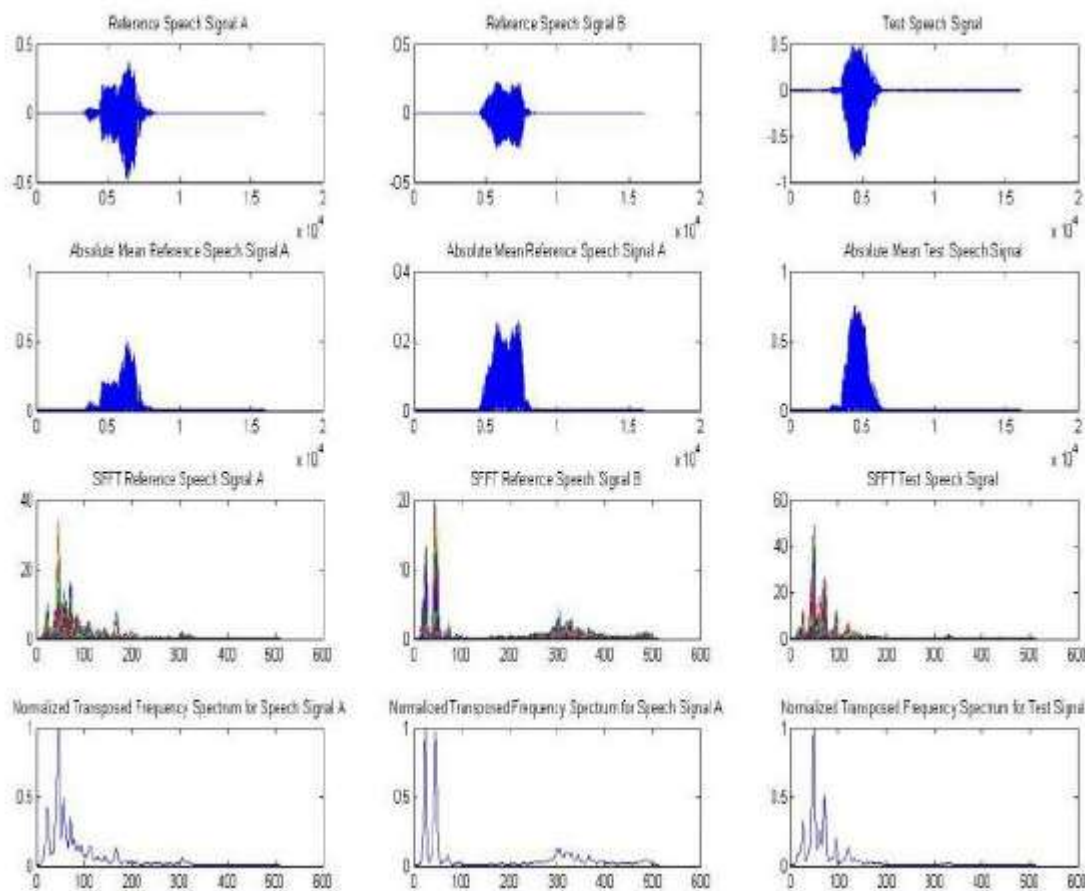 Reference Speech Signal A
Reference Speech Signal B
Test Speech Signal
0.5
0
-0.5
0 0.5 1 1.5 2
x 10^4
0.5
0
-0.5
0 0.5 1 1.5 2
x 10^4
0.5
0
-0.5
-1
0 0.5 1 1.5 2
x 10^4
Absolute Mean Reference Speech Signal A
Absolute Mean Reference Speech Signal A
Absolute Mean Test Speech Signal
1
0.5
0
0 0.5 1 1.5 2
x 10^4
0.4
0.2
0
0 0.5 1 1.5 2
x 10^4
1
0.5
0
0 0.5 1 1.5 2
x 10^4
SFFT Reference Speech Signal A
SFFT Reference Speech Signal B
SFFT Test Speech Signal
40
20
0
0 100 200 300 400 500 600
20
10
0
0 100 200 300 400 500 600
60
40
20
0
0 100 200 300 400 500 600
Normalized Transposed Frequency Spectrum for Speech Signal A
Normalized Transposed Frequency Spectrum for Speech Signal A
Normalized Transposed Frequency Spectrum for Test Signal
1
0.5
0
0 100 200 300 400 500 600
1
0.5
0
0 100 200 300 400 500 600
1
0.5
0
0 100 200 300 400 500 600